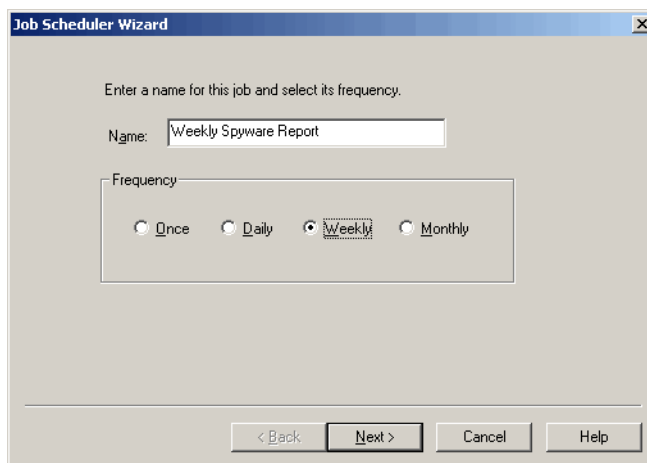 Job Scheduler Wizard
Enter a name for this job and select its frequency.
Name: Weekly Spyware Report
Frequency
Once Daily Weekly Monthly
< Back Next > Cancel Help